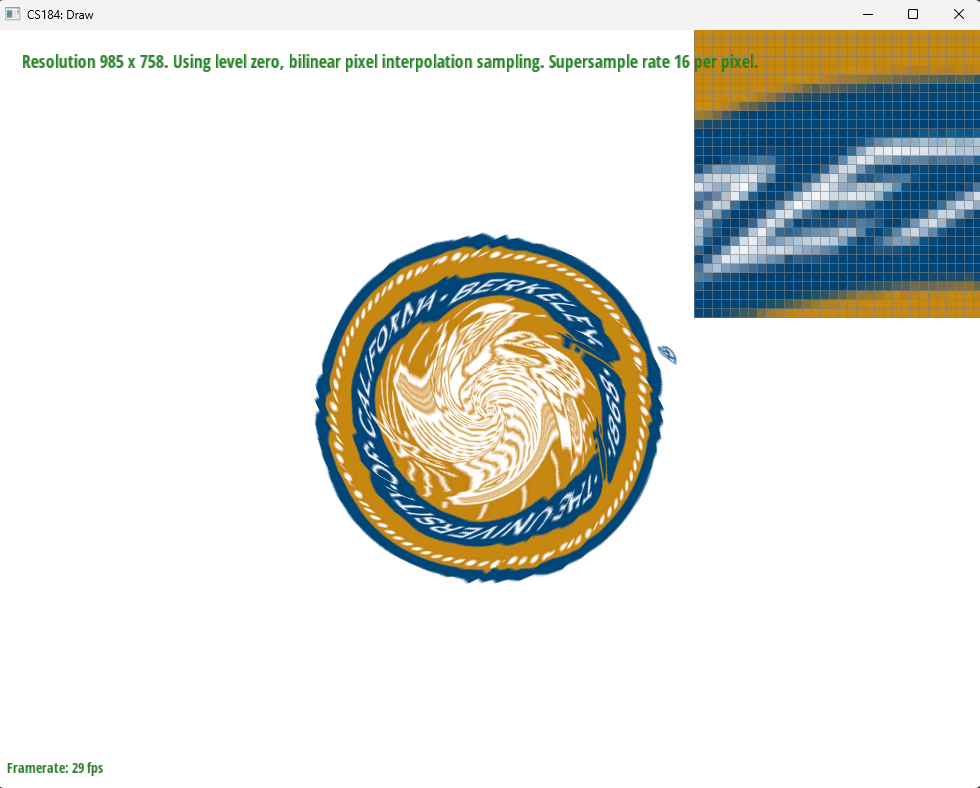 CS184: Draw
Resolution 985 x 758. Using level zero, bilinear pixel interpolation sampling. Supersample rate 16 per pixel.
THE UNIVERSITY OF CALIFORNIA · BERKELEY ·
·1868·
Framerate: 29 fps